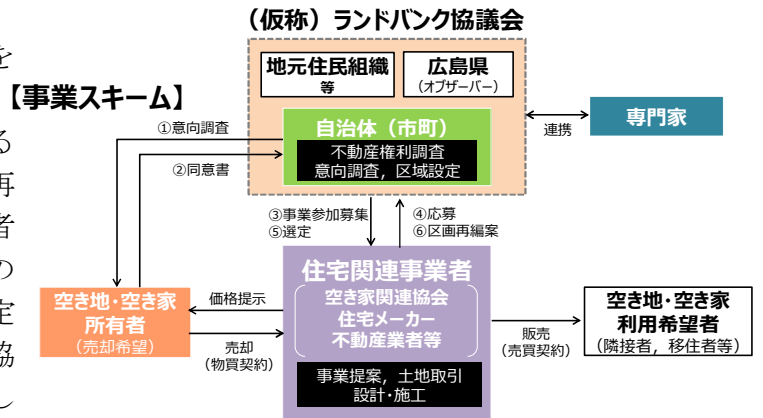 (仮称)ランドバンク協議会
を
【事業スキーム】
る
再
者
の
定
協
し
地元住民組織
等
広島県
(オブザーバー)
自治体(市町)
不動産権利調査
意向調査,区域設定
連携
専門家
①意向調査
②同意書
③事業参加募集
⑤選定
④応募
⑥区画再編案
住宅関連事業者
空き家関連協会
住宅メーカー
不動産業者等
事業提案,土地取引
設計・施工
空き地・空き家
所有者
(売却希望)
価格提示
売却
(物買契約)
販売
(売買契約)
空き地・空き家
利用希望者
(隣接者,移住者等)